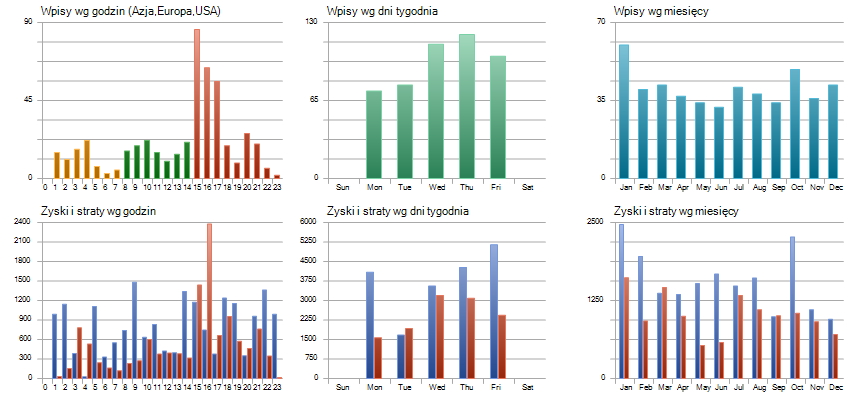 Wpisy wg godzin (Azja,Europa,USA)
90
45
0
0 1 2 3 4 5 6 7 8 9 10 11 12 13 14 15 16 17 18 19 20 21 22 23
Wpisy wg dni tygodnia
130
65
0
Sun Mon Tue Wed Thu Fri Sat
Wpisy wg miesięcy
70
35
0
Jan Feb Mar Apr May Jun Jul Aug Sep Oct Nov Dec
Zyski i straty wg godzin
2400
2100
1800
1500
1200
900
600
300
0
0 1 2 3 4 5 6 7 8 9 10 11 12 13 14 15 16 17 18 19 20 21 22 23
Zyski i straty wg dni tygodnia
6000
5250
4500
3750
3000
2250
1500
750
0
Sun Mon Tue Wed Thu Fri Sat
Zyski i straty wg miesięcy
2500
1250
0
Jan Feb Mar Apr May Jun Jul Aug Sep Oct Nov Dec